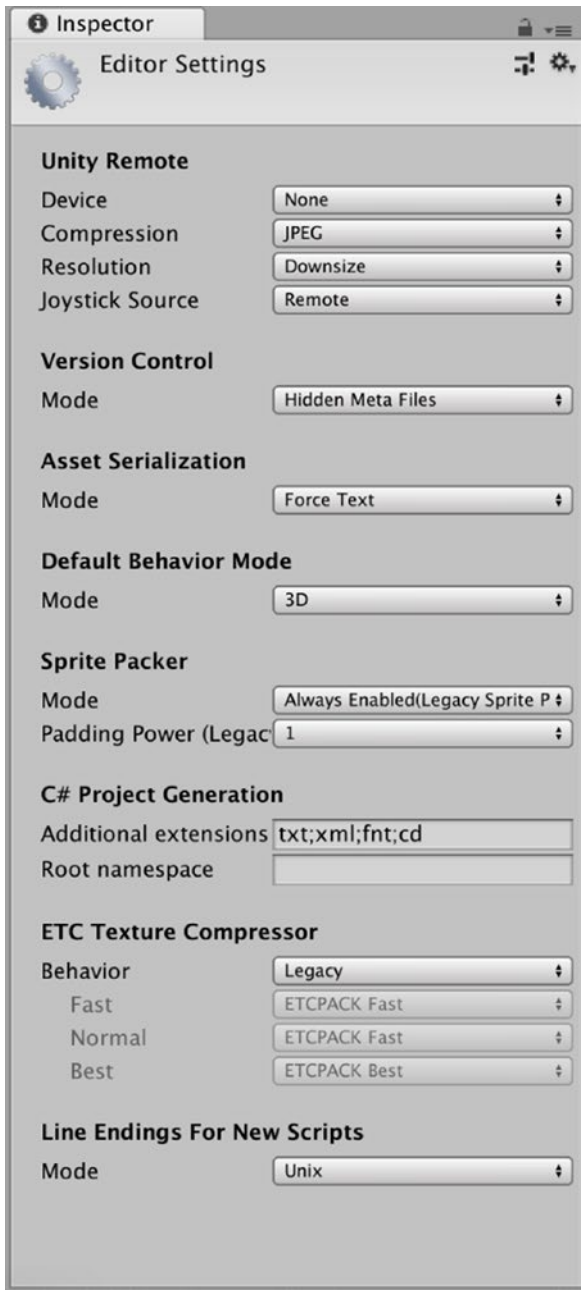 Inspector
Editor Settings
Unity Remote
Device None
Compression JPEG
Resolution Downsize
Joystick Source Remote
Version Control
Mode Hidden Meta Files
Asset Serialization
Mode Force Text
Default Behavior Mode
Mode 3D
Sprite Packer
Mode Always Enabled(Legacy Sprite P
Padding Power (Legac 1
C# Project Generation
Additional extensions txt;xml;fnt;cd
Root namespace
ETC Texture Compressor
Behavior Legacy
Fast ETCPACK Fast
Normal ETCPACK Fast
Best ETCPACK Best
Line Endings For New Scripts
Mode Unix